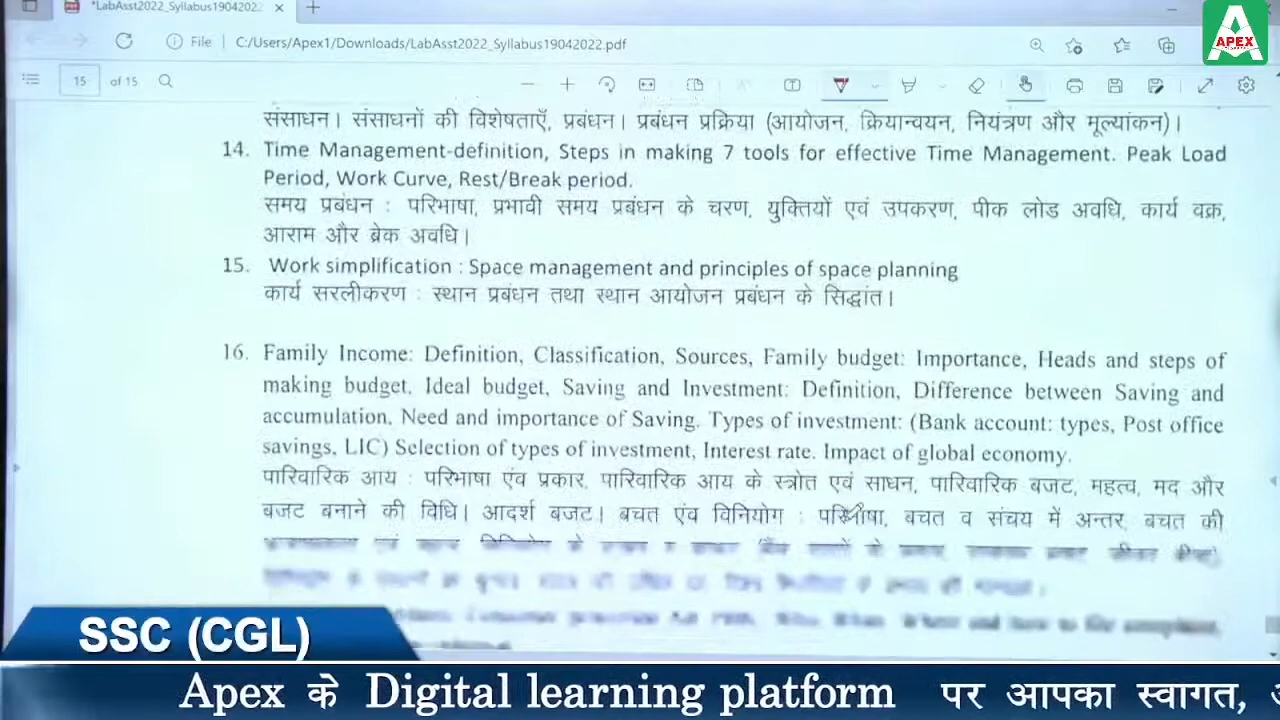 *LabAsst2022_Syllabus19042022
File C:/Users/Apex1/Downloads/LabAsst2022_Syllabus19042022.pdf
APEX
15 of 15
संसाधन। संसाधनों की विशेषताएँ, प्रबंधन। प्रबंधन प्रक्रिया (आयोजन, क्रियान्वयन, नियंत्रण और मूल्यांकन)।
14. Time Management-definition, Steps in making 7 tools for effective Time Management. Peak Load
Period, Work Curve, Rest/Break period.
समय प्रबंधन : परिभाषा, प्रभावी समय प्रबंधन के चरण, युक्तियों एवं उपकरण, पीक लोड अवधि, कार्य वक्र,
आराम और ब्रेक अवधि।
15. Work simplification : Space management and principles of space planning
कार्य सरलीकरण : स्थान प्रबंधन तथा स्थान आयोजन प्रबंधन के सिद्धांत।
16. Family Income: Definition, Classification, Sources, Family budget: Importance, Heads and steps of
making budget, Ideal budget, Saving and Investment: Definition, Difference between Saving and
accumulation, Need and importance of Saving. Types of investment: (Bank account: types, Post office
savings, LIC) Selection of types of investment, Interest rate. Impact of global economy.
पारिवारिक आय : परिभाषा एंव प्रकार, पारिवारिक आय के स्त्रोत एवं साधन, पारिवारिक बजट, महत्व, मद और
बजट बनाने की विधि। आदर्श बजट। बचत एंव विनियोग : परिभाषा, बचत व संचय में अन्तर, बचत की
SSC (CGL)
Apex के Digital learning platform पर आपका स्वागत,